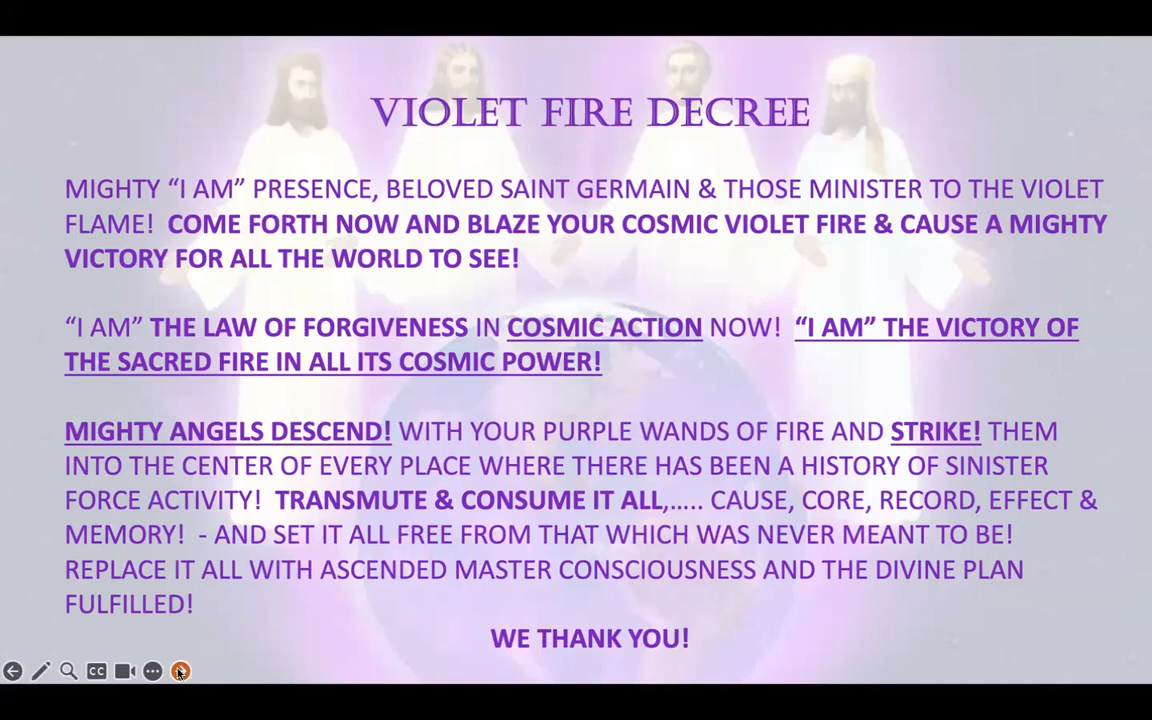 VIOLET FIRE DECREE
MIGHTY “I AM” PRESENCE, BELOVED SAINT GERMAIN & THOSE MINISTER TO THE VIOLET
FLAME!  COME FORTH NOW AND BLAZE YOUR COSMIC VIOLET FIRE & CAUSE A MIGHTY
VICTORY FOR ALL THE WORLD TO SEE!
“I AM” THE LAW OF FORGIVENESS IN COSMIC ACTION NOW!  “I AM” THE VICTORY OF
THE SACRED FIRE IN ALL ITS COSMIC POWER!
MIGHTY ANGELS DESCEND! WITH YOUR PURPLE WANDS OF FIRE AND STRIKE! THEM
INTO THE CENTER OF EVERY PLACE WHERE THERE HAS BEEN A HISTORY OF SINISTER
FORCE ACTIVITY!  TRANSMUTE & CONSUME IT ALL,….. CAUSE, CORE, RECORD, EFFECT &
MEMORY!  - AND SET IT ALL FREE FROM THAT WHICH WAS NEVER MEANT TO BE!
REPLACE IT ALL WITH ASCENDED MASTER CONSCIOUSNESS AND THE DIVINE PLAN
FULFILLED!
WE THANK YOU!
CC